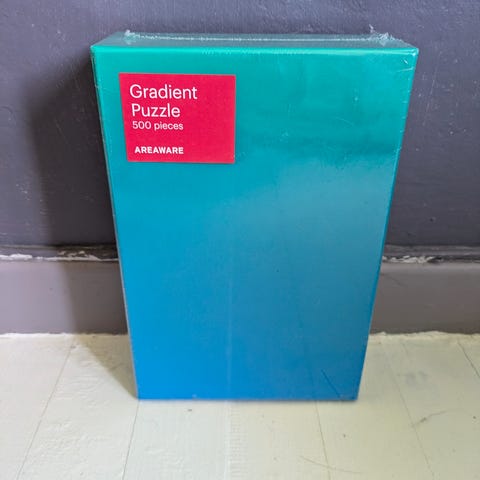 Gradient
Puzzle
500 pieces
AREAWARE